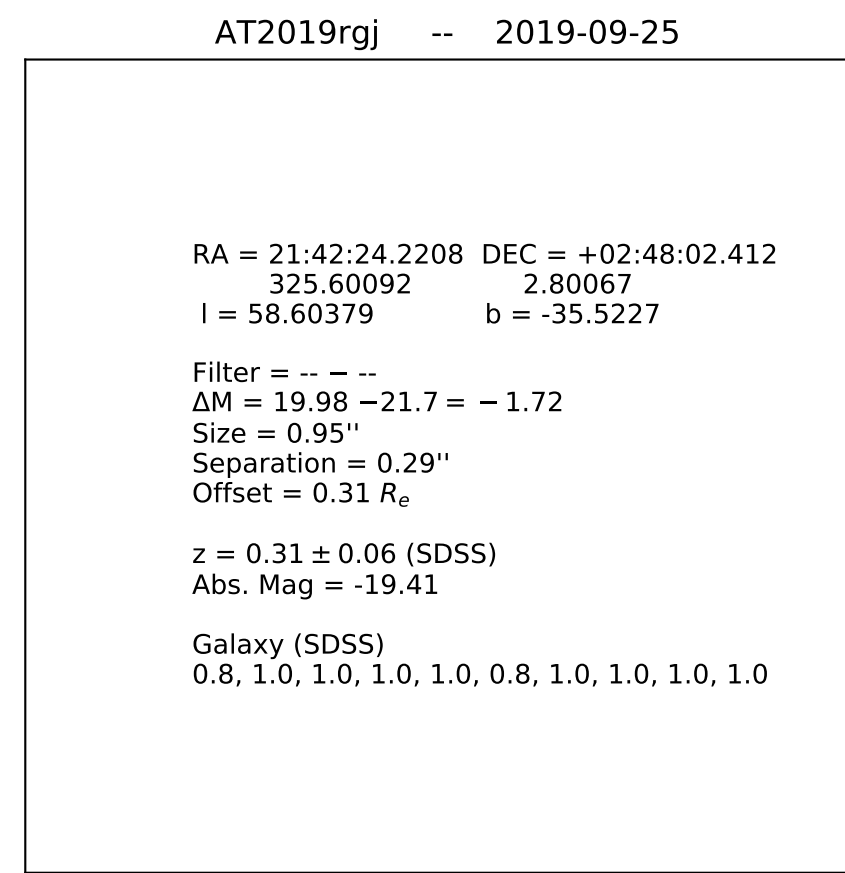 AT2019rgj -- 2019-09-25
RA = 21:42:24.2208 DEC = +02:48:02.412
325.60092 2.80067
l = 58.60379 b = -35.5227
Filter = -- − --
ΔM = 19.98 −21.7 = − 1.72
Size = 0.95''
Separation = 0.29''
Offset = 0.31 Rₑ
z = 0.31 ± 0.06 (SDSS)
Abs. Mag = -19.41
Galaxy (SDSS)
0.8, 1.0, 1.0, 1.0, 1.0, 0.8, 1.0, 1.0, 1.0, 1.0